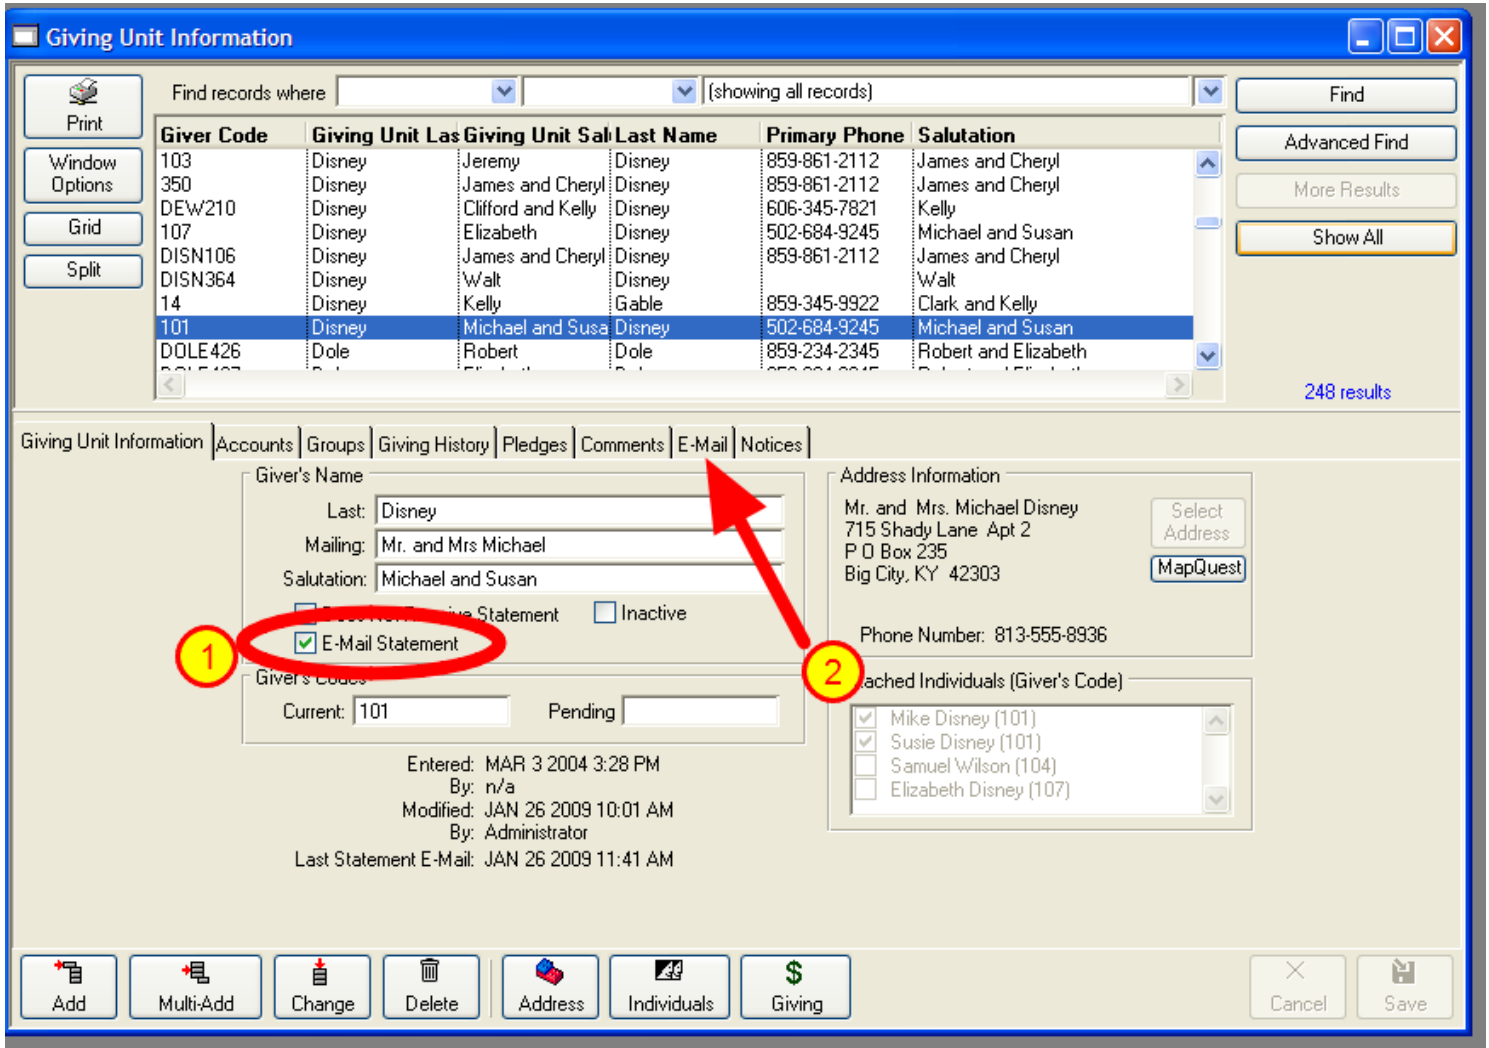 Giving Unit Information
Print
Window Options
Grid
Split
Find records where
(showing all records)
Find
Advanced Find
More Results
Show All
248 results
Giver Code Giving Unit Las Giving Unit Sal Last Name Primary Phone Salutation
103 Disney Jeremy Disney 859-861-2112 James and Cheryl
350 Disney James and Cheryl Disney 859-861-2112 James and Cheryl
DEW210 Disney Clifford and Kelly Disney 606-345-7821 Kelly
107 Disney Elizabeth Disney 502-684-9245 Michael and Susan
DISN106 Disney James and Cheryl Disney 859-861-2112 James and Cheryl
DISN364 Disney Walt Disney Walt
14 Disney Kelly Gable 859-345-9922 Clark and Kelly
101 Disney Michael and Susa Disney 502-684-9245 Michael and Susan
DOLE426 Dole Robert Dole 859-234-2345 Robert and Elizabeth
Giving Unit Information Accounts Groups Giving History Pledges Comments E-Mail Notices
Giver's Name
Last: Disney
Mailing: Mr. and Mrs Michael
Salutation: Michael and Susan
Statement Inactive
1
E-Mail Statement
Giver's Codes
Current: 101 Pending
Entered: MAR 3 2004 3:28 PM
By: n/a
Modified: JAN 26 2009 10:01 AM
By: Administrator
Last Statement E-Mail: JAN 26 2009 11:41 AM
Address Information
Mr. and Mrs. Michael Disney
715 Shady Lane Apt 2
P O Box 235
Big City, KY 42303
Select Address
MapQuest
Phone Number: 813-555-8936
2
ached Individuals (Giver's Code)
Mike Disney (101)
Susie Disney (101)
Samuel Wilson (104)
Elizabeth Disney (107)
Add Multi-Add Change Delete Address Individuals Giving Cancel Save